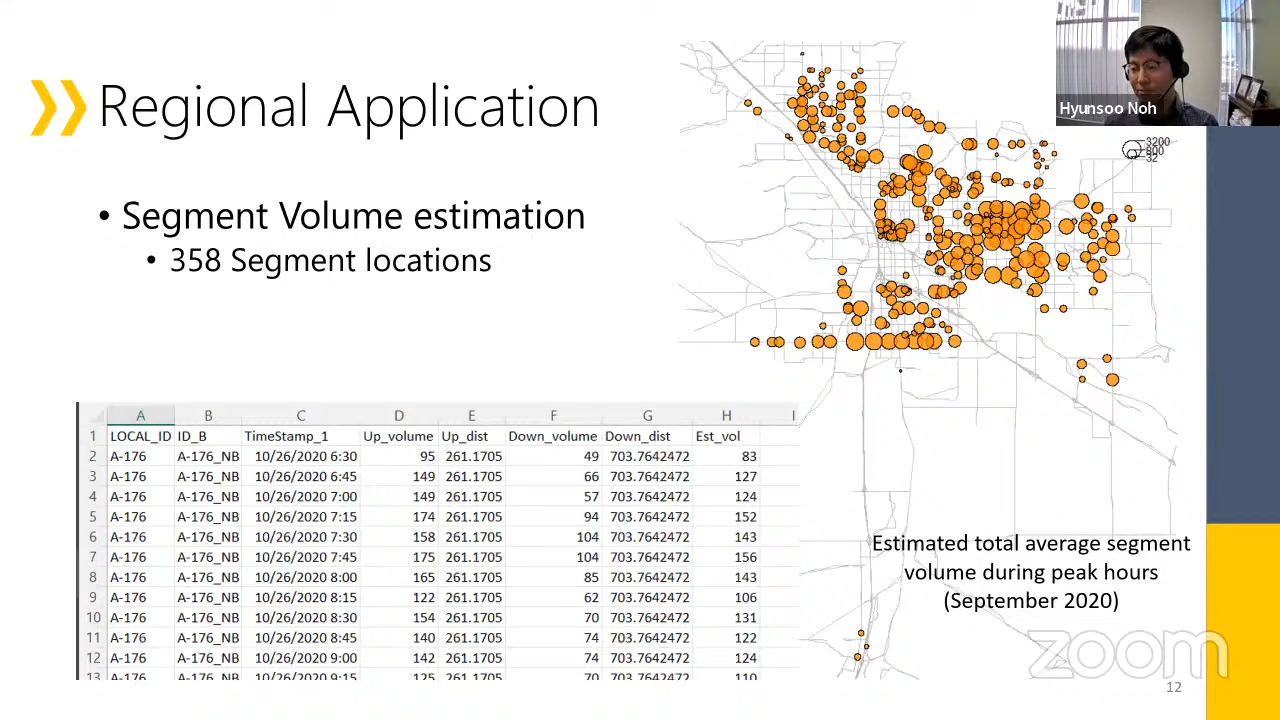 Regional Application
• Segment Volume estimation
• 358 Segment locations
Hyunsoo Noh
3200
800
32
A B C D E F G H I
1 LOCAL_ID ID_B TimeStamp_1 Up_volume Up_dist Down_volume Down_dist Est_vol
2 A-176 A-176_NB 10/26/2020 6:30 95 261.1705 49 703.7642472 83
3 A-176 A-176_NB 10/26/2020 6:45 149 261.1705 66 703.7642472 127
4 A-176 A-176_NB 10/26/2020 7:00 149 261.1705 57 703.7642472 124
5 A-176 A-176_NB 10/26/2020 7:15 174 261.1705 94 703.7642472 152
6 A-176 A-176_NB 10/26/2020 7:30 158 261.1705 104 703.7642472 143
7 A-176 A-176_NB 10/26/2020 7:45 175 261.1705 104 703.7642472 156
8 A-176 A-176_NB 10/26/2020 8:00 165 261.1705 85 703.7642472 143
9 A-176 A-176_NB 10/26/2020 8:15 122 261.1705 62 703.7642472 106
10 A-176 A-176_NB 10/26/2020 8:30 154 261.1705 70 703.7642472 131
11 A-176 A-176_NB 10/26/2020 8:45 140 261.1705 74 703.7642472 122
12 A-176 A-176_NB 10/26/2020 9:00 142 261.1705 74 703.7642472 124
13 A-176 A-176_NB 10/26/2020 9:15 125 261.1705 70 703.7642472 110
Estimated total average segment
volume during peak hours
(September 2020)
zoom
12